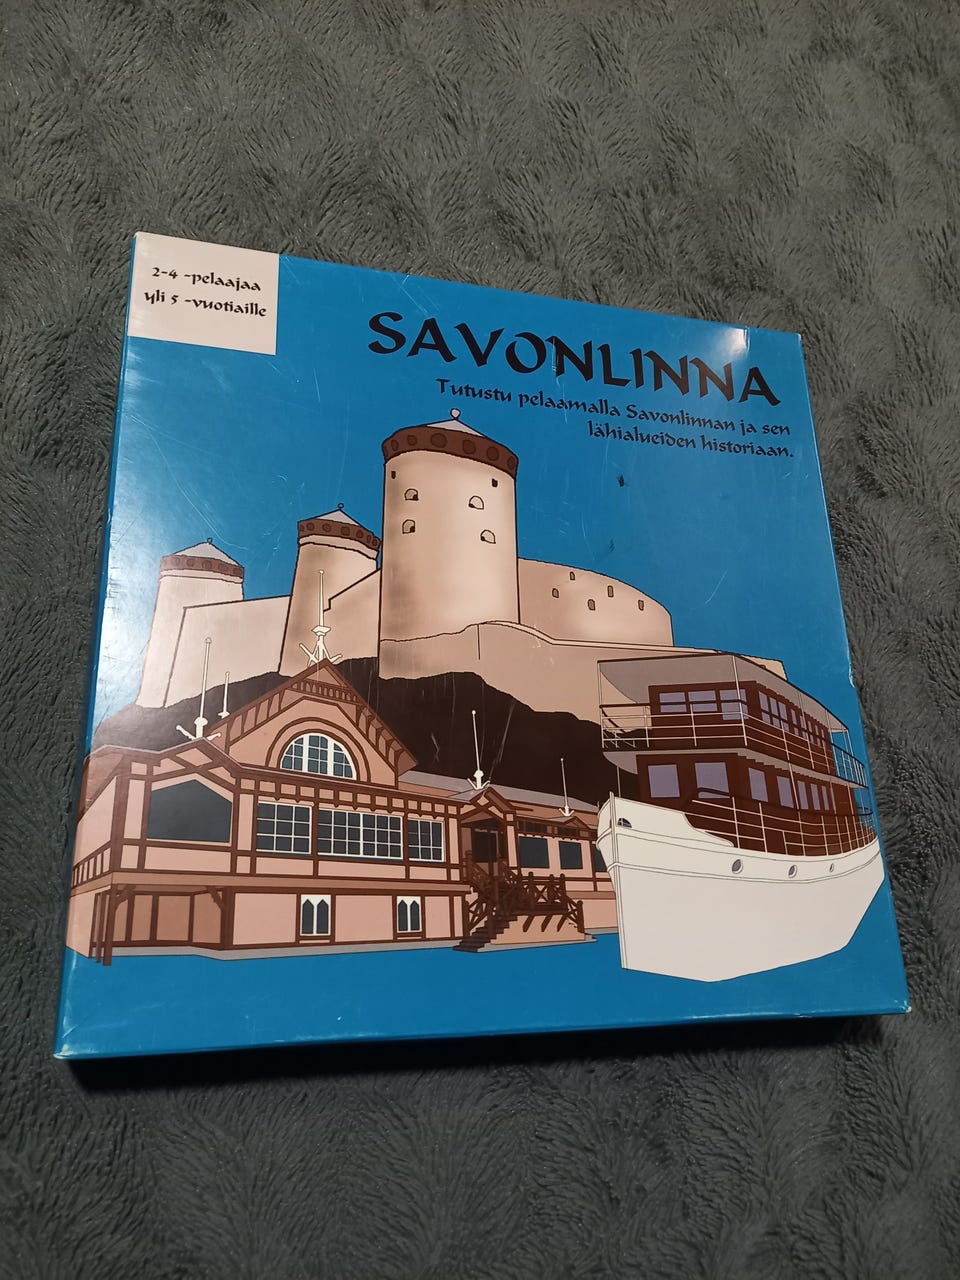 2-4 -pelaajaa
yli 5 -vuotiaille
SAVONLINNA
Tutustu pelaamalla Savonlinnan ja sen
lähialueiden historiaan.